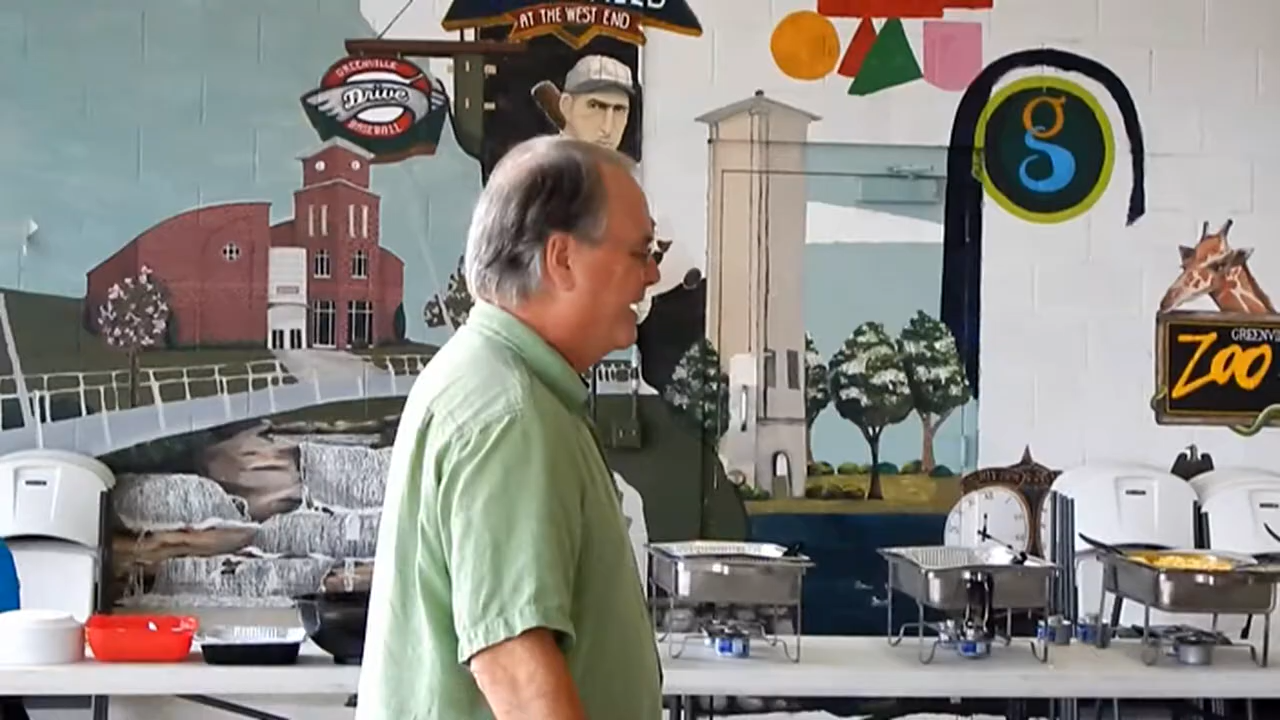 AT THE WEST END
GREENVILLE
Drive
BASEBALL
g
GREENVI
ZOO